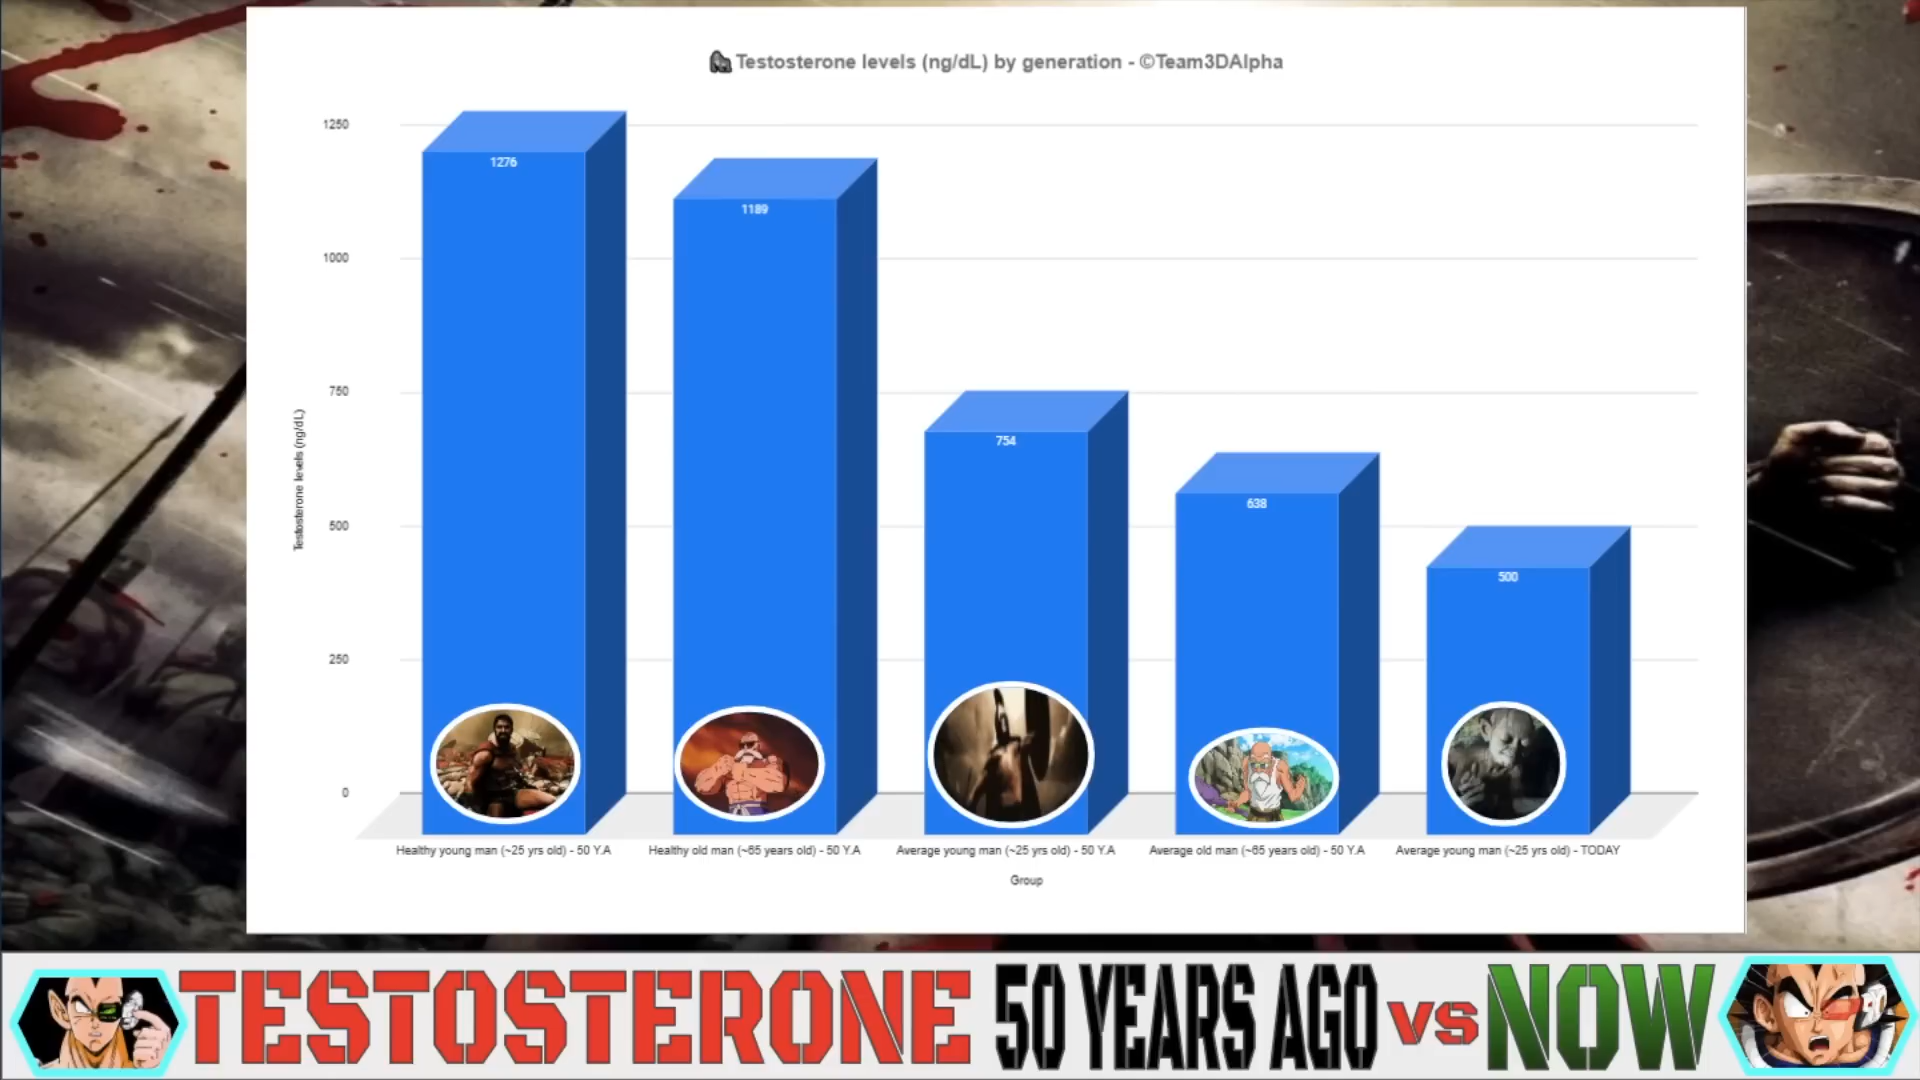 Testosterone levels (ng/dL) by generation - ©Team3DAlpha
Testosterone levels (ng/dL)
1250
1000
750
500
250
0
1276
1189
754
638
500
Healthy young man (~25 yrs old) - 50 Y.A
Healthy old man (~65 years old) - 50 Y.A
Average young man (~25 yrs old) - 50 Y.A
Average old man (~65 years old) - 50 Y.A
Average young man (~25 yrs old) - TODAY
Group
TESTOSTERONE 50 YEARS AGO vs NOW